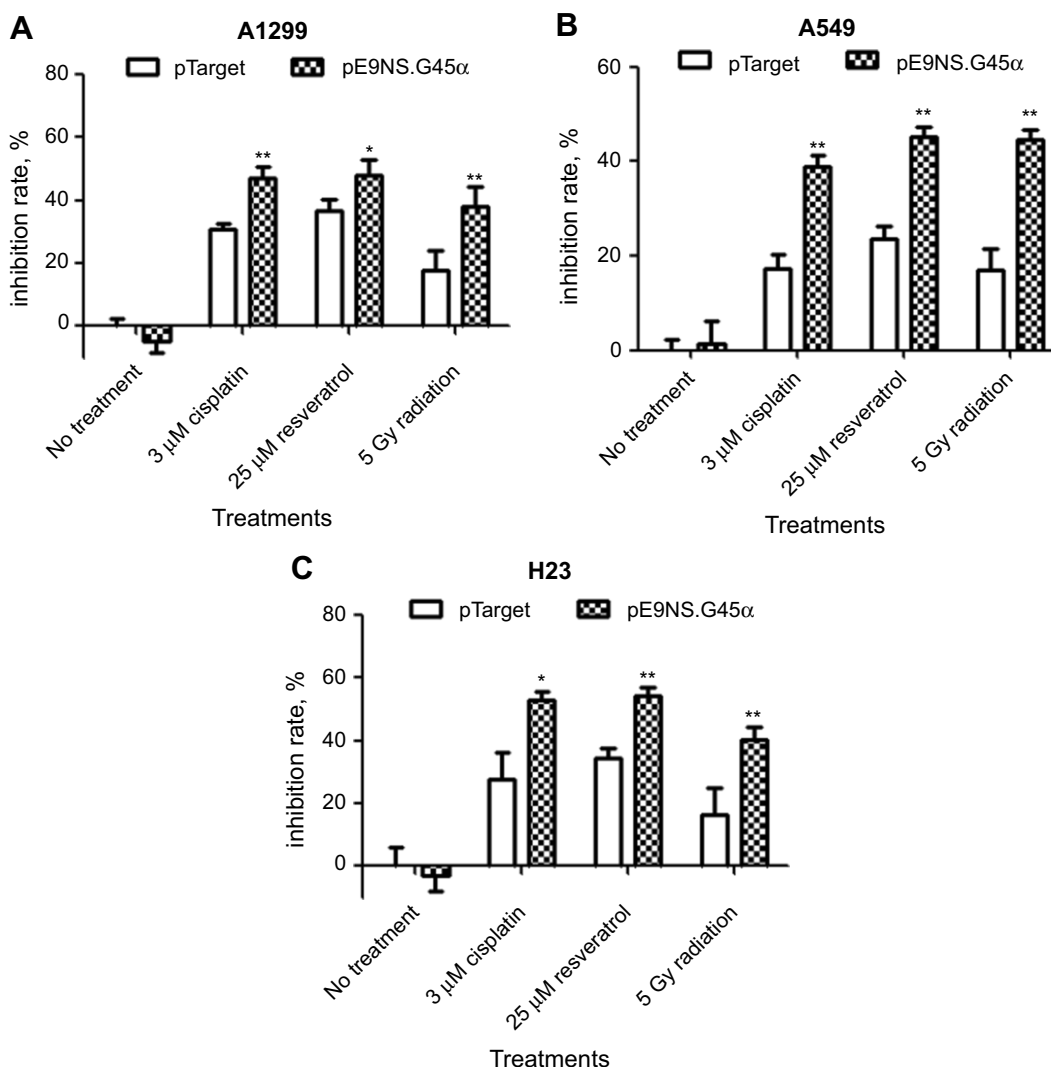 A
A1299
pTarget
pE9NS.G45α
inhibition rate, %
80
60
40
20
0
**
*
**
No treatment
3 μM cisplatin
25 μM resveratrol
5 Gy radiation
Treatments
B
A549
pTarget
pE9NS.G45α
inhibition rate, %
60
40
20
0
**
**
**
No treatment
3 μM cisplatin
25 μM resveratrol
5 Gy radiation
Treatments
C
H23
pTarget
pE9NS.G45α
inhibition rate, %
80
60
40
20
0
*
**
**
No treatment
3 μM cisplatin
25 μM resveratrol
5 Gy radiation
Treatments